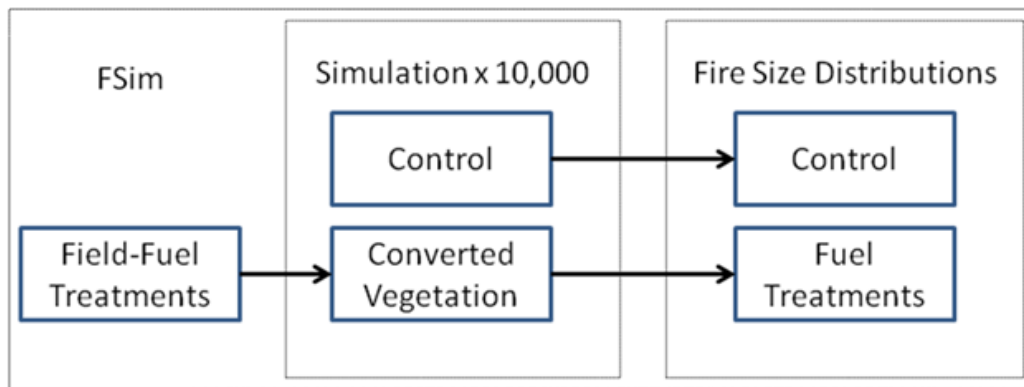 FSim
Simulation x 10,000
Fire Size Distributions
Control
Control
Field-Fuel
Treatments
Converted
Vegetation
Fuel
Treatments